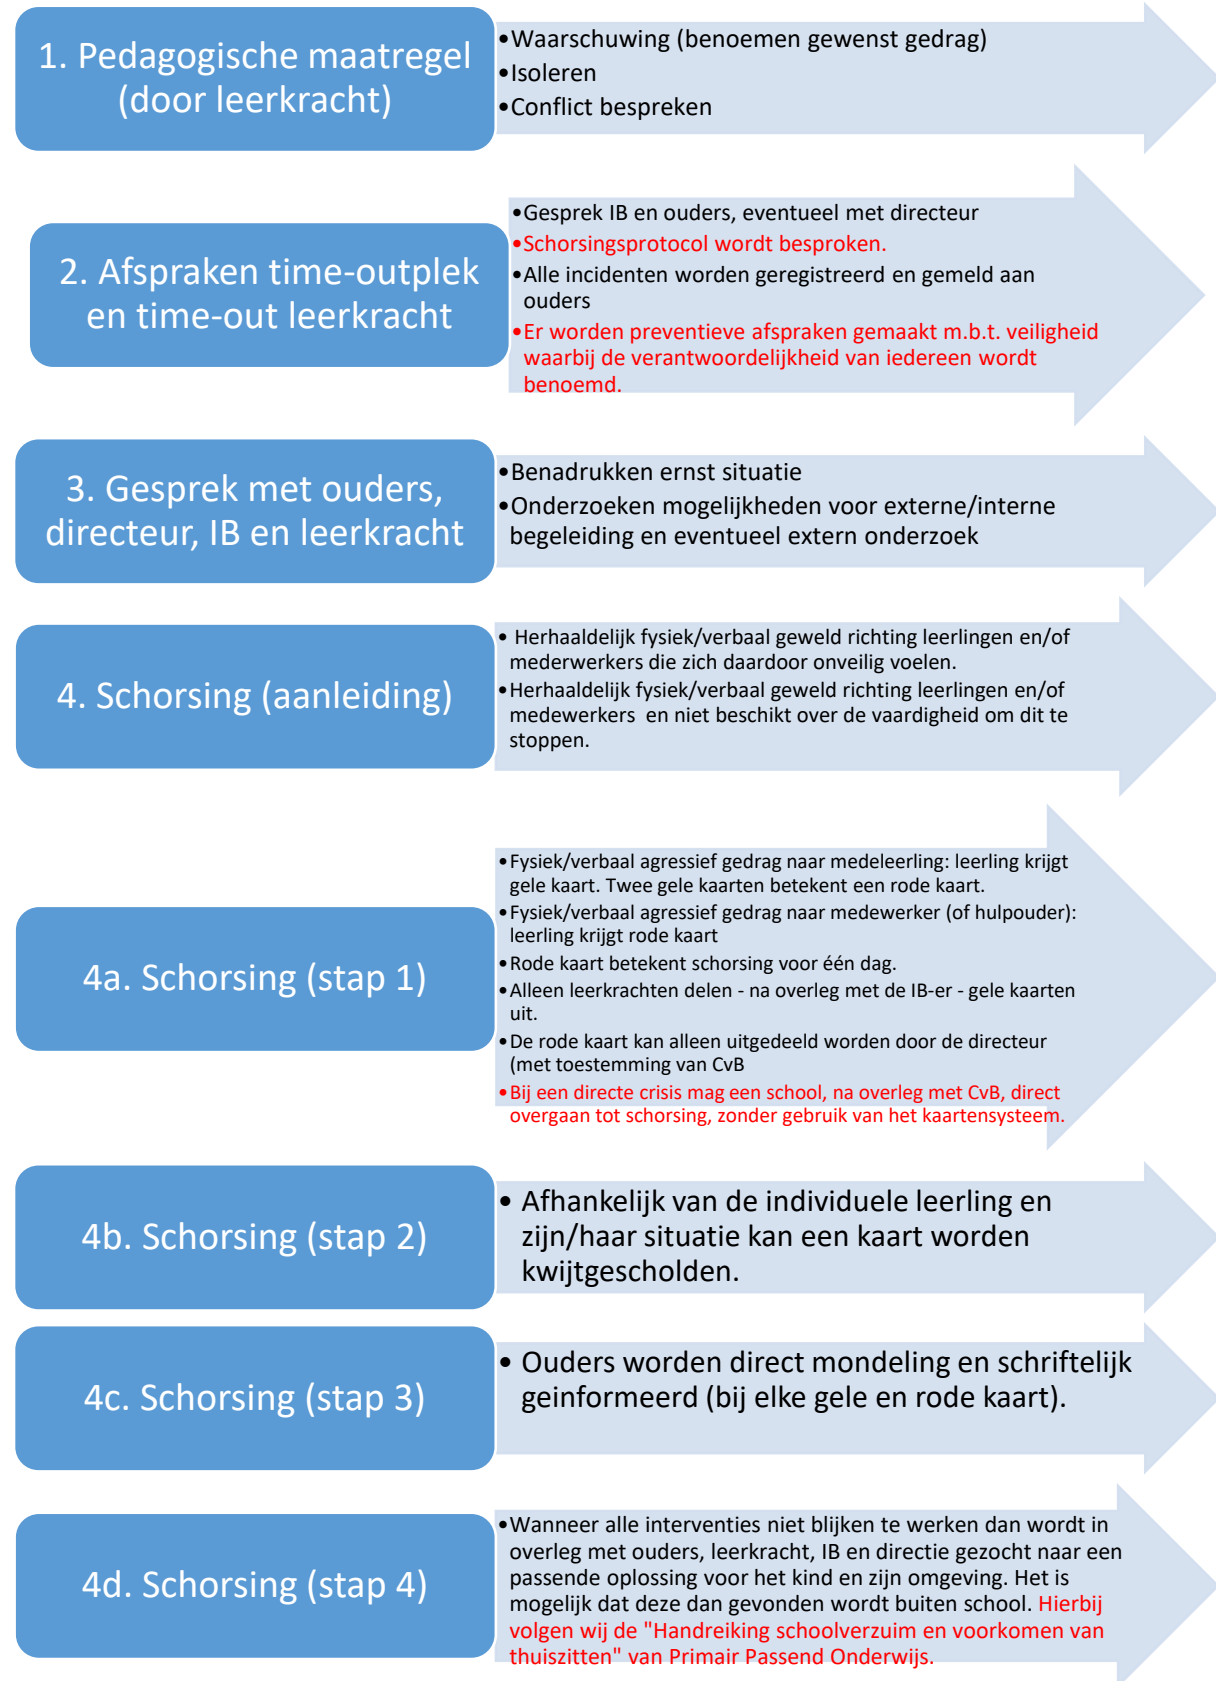 1. Pedagogische maatregel
(door leerkracht)
•Waarschuwing (benoemen gewenst gedrag)
•Isoleren
•Conflict bespreken
2. Afspraken time-outplek
en time-out leerkracht
•Gesprek IB en ouders, eventueel met directeur
•Schorsingsprotocol wordt besproken.
•Alle incidenten worden geregistreerd en gemeld aan
ouders
•Er worden preventieve afspraken gemaakt m.b.t. veiligheid
waarbij de verantwoordelijkheid van iedereen wordt
benoemd.
3. Gesprek met ouders,
directeur, IB en leerkracht
•Benadrukken ernst situatie
•Onderzoeken mogelijkheden voor externe/interne
begeleiding en eventueel extern onderzoek
4. Schorsing (aanleiding)
• Herhaaldelijk fysiek/verbaal geweld richting leerlingen en/of
mederwerkers die zich daardoor onveilig voelen.
•Herhaaldelijk fysiek/verbaal geweld richting leerlingen en/of
medewerkers en niet beschikt over de vaardigheid om dit te
stoppen.
4a. Schorsing (stap 1)
•Fysiek/verbaal agressief gedrag naar medeleerling: leerling krijgt
gele kaart. Twee gele kaarten betekent een rode kaart.
•Fysiek/verbaal agressief gedrag naar medewerker (of hulpouder):
leerling krijgt rode kaart
•Rode kaart betekent schorsing voor één dag.
•Alleen leerkrachten delen - na overleg met de IB-er - gele kaarten
uit.
•De rode kaart kan alleen uitgedeeld worden door de directeur
(met toestemming van CvB
•Bij een directe crisis mag een school, na overleg met CvB, direct
overgaan tot schorsing, zonder gebruik van het kaartensysteem.
4b. Schorsing (stap 2)
• Afhankelijk van de individuele leerling en
zijn/haar situatie kan een kaart worden
kwijtgescholden.
4c. Schorsing (stap 3)
• Ouders worden direct mondeling en schriftelijk
geinformeerd (bij elke gele en rode kaart).
4d. Schorsing (stap 4)
•Wanneer alle interventies niet blijken te werken dan wordt in
overleg met ouders, leerkracht, IB en directie gezocht naar een
passende oplossing voor het kind en zijn omgeving. Het is
mogelijk dat deze dan gevonden wordt buiten school. Hierbij
volgen wij de "Handreiking schoolverzuim en voorkomen van
thuiszitten" van Primair Passend Onderwijs.